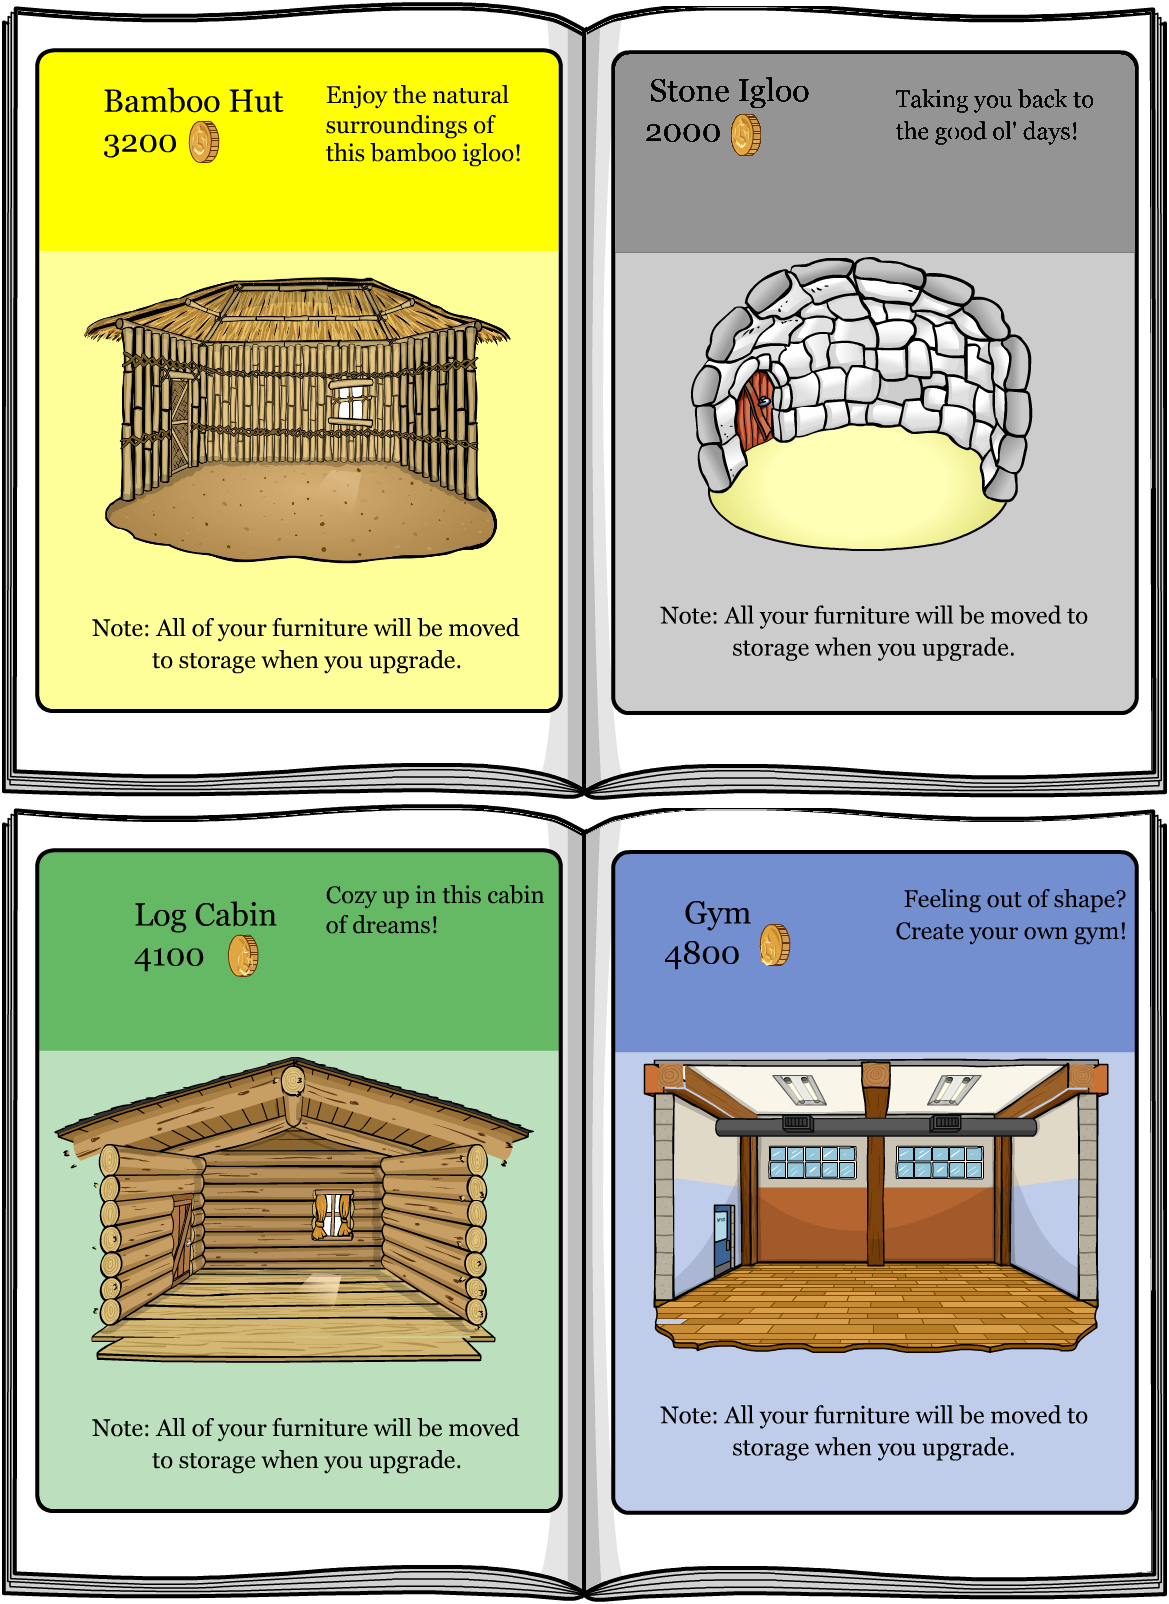 Bamboo Hut
3200
Enjoy the natural
surroundings of
this bamboo igloo!
Note: All of your furniture will be moved
to storage when you upgrade.
Stone Igloo
2000
Taking you back to
the good ol' days!
Note: All your furniture will be moved to
storage when you upgrade.
Log Cabin
4100
Cozy up in this cabin
of dreams!
Note: All of your furniture will be moved
to storage when you upgrade.
Gym
4800
Feeling out of shape?
Create your own gym!
Note: All your furniture will be moved to
storage when you upgrade.